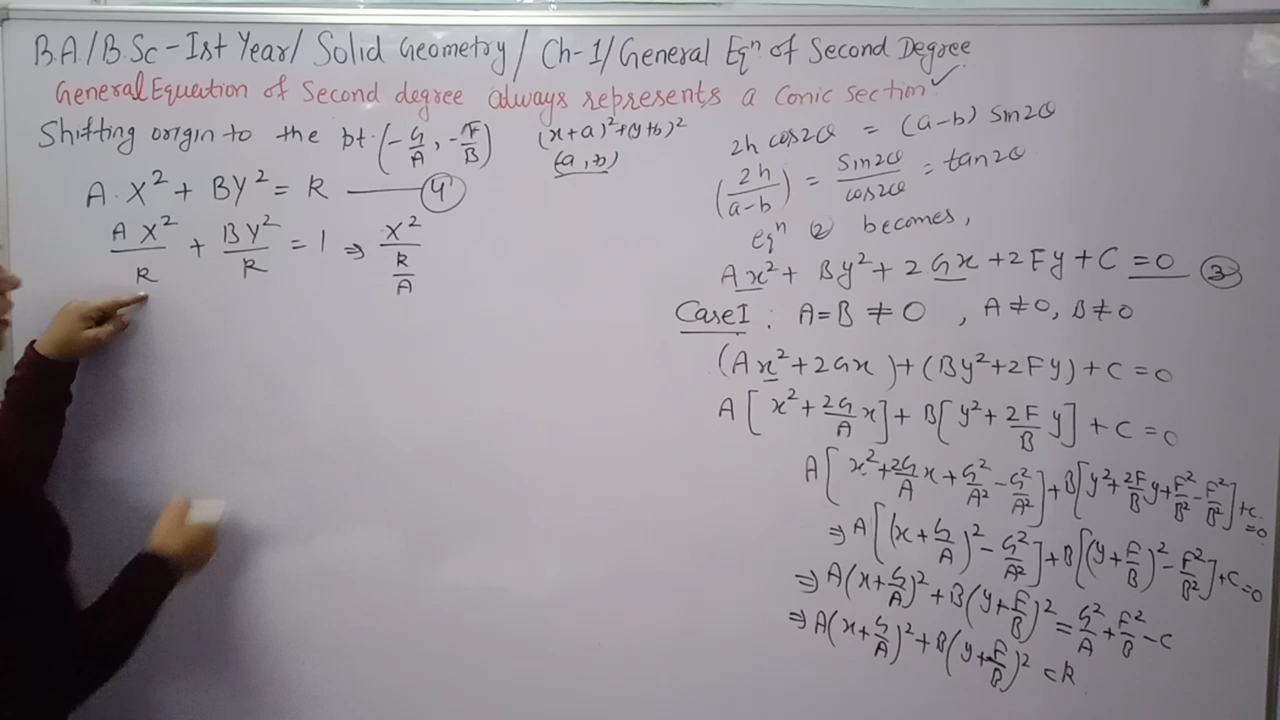 B.A./B.Sc - Ist Year/ Solid Geometry / Ch-1/ General Eqⁿ of Second Degree
General Equation of Second degree always represents a Conic section ✓
Shifting origin to the pt. (-G/A, -F/B)
(x+a)²+(y+b)²
(a, b)
A·X² + BY² = K —— (4)
AX²/K + BY²/K = 1 ⇒ X²/(K/A)
2h cos2θ = (a-b) sin2θ
(2h/(a-b)) = sin2θ/cos2θ = tan2θ
eqⁿ (2) becomes,
Ax² + By² + 2Gx + 2Fy + C = 0 —— (3)
Case I : A=B ≠ 0 , A≠0, B≠0
(Ax²+2Gx) + (By²+2Fy) + C = 0
A[x² + 2G/A x] + B[y² + 2F/B y] + C = 0
A[x² + 2G/A x + G²/A² - G²/A²] + B[y² + 2F/B y + F²/B² - F²/B²] + C = 0
⇒ A[(x+G/A)² - G²/A²] + B[(y+F/B)² - F²/B²] + C = 0
⇒ A(x+G/A)² + B(y+F/B)² = G²/A + F²/B - C
⇒ A(x+G/A)² + B(y+F/B)² = K